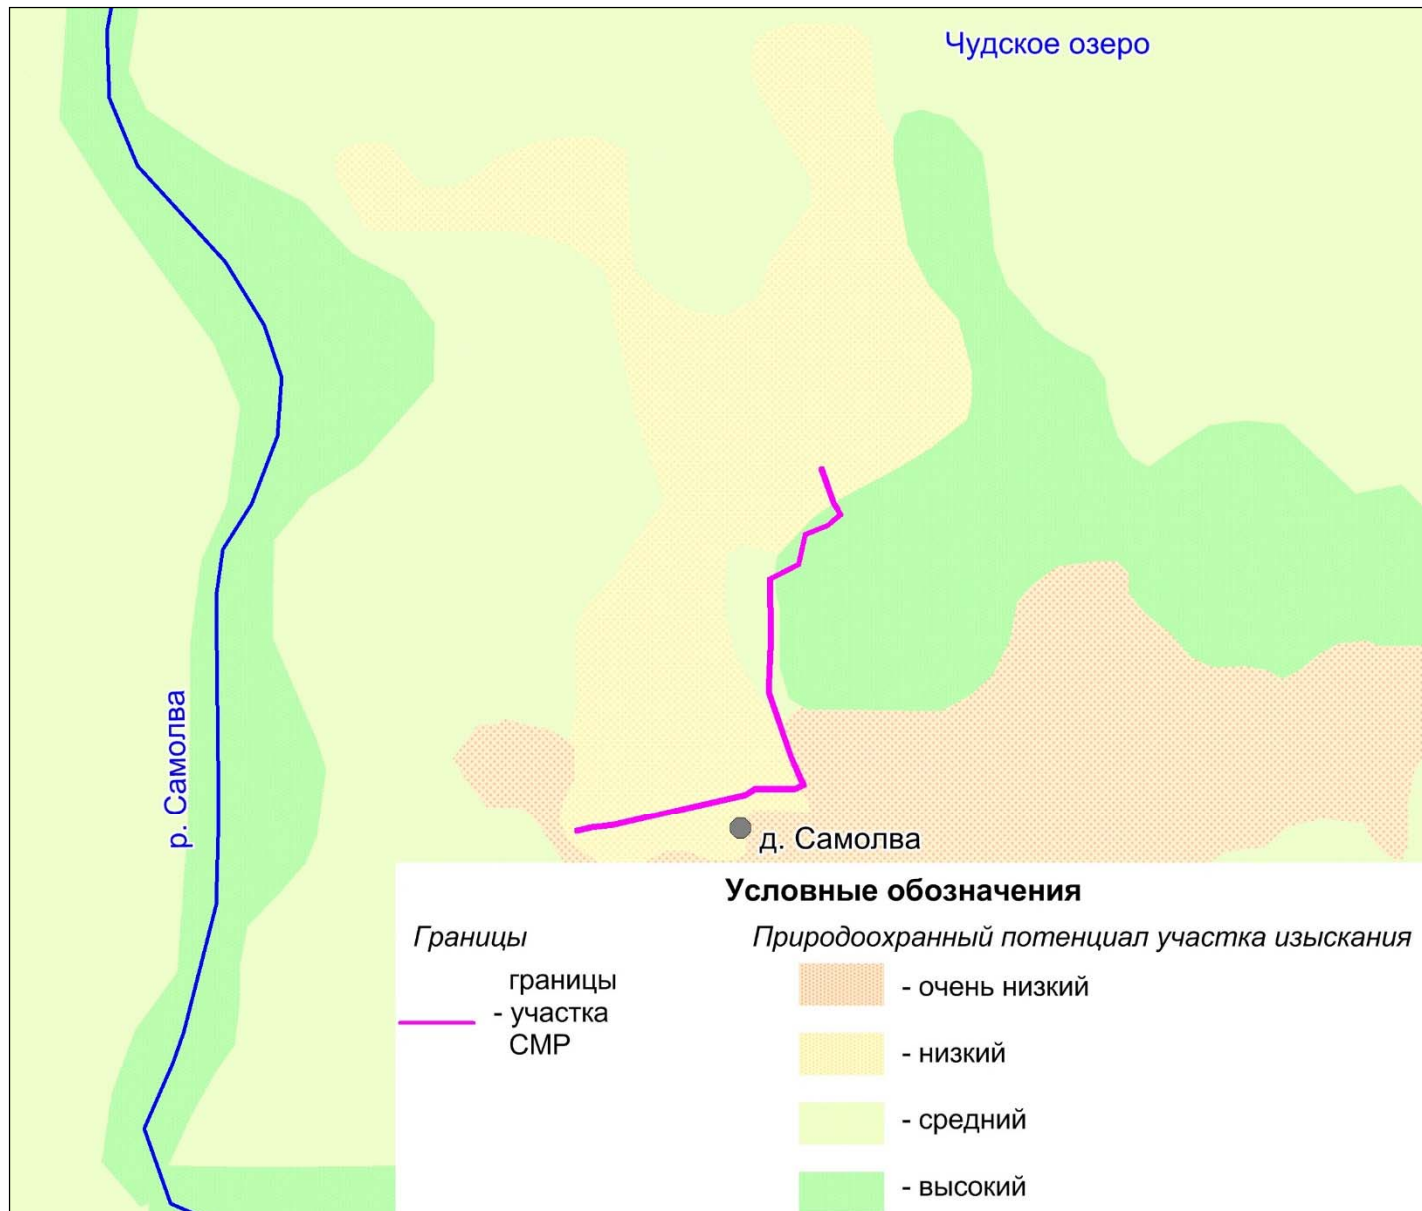 Чудское озеро
р. Самолва
д. Самолва
Условные обозначения
Границы
границы
- участка
СМР
Природоохранный потенциал участка изыскания
- очень низкий
- низкий
- средний
- высокий